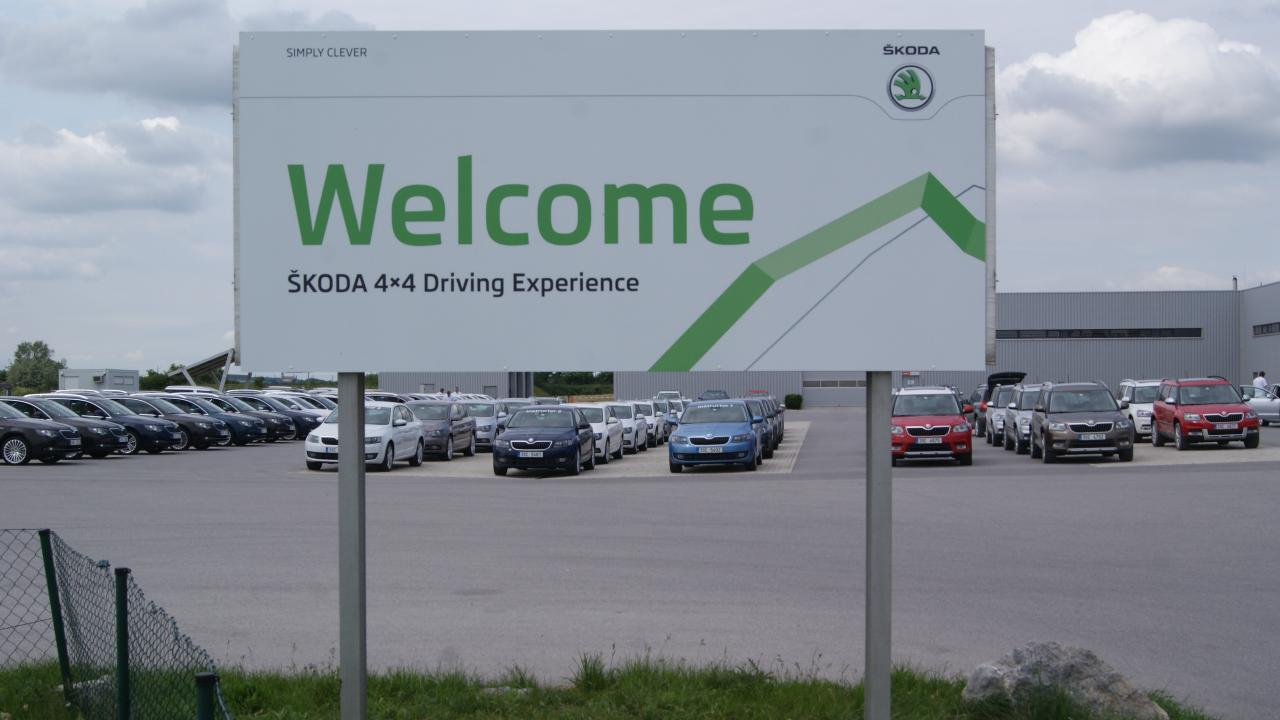 SIMPLY CLEVER
ŠKODA
Welcome
ŠKODA 4×4 Driving Experience